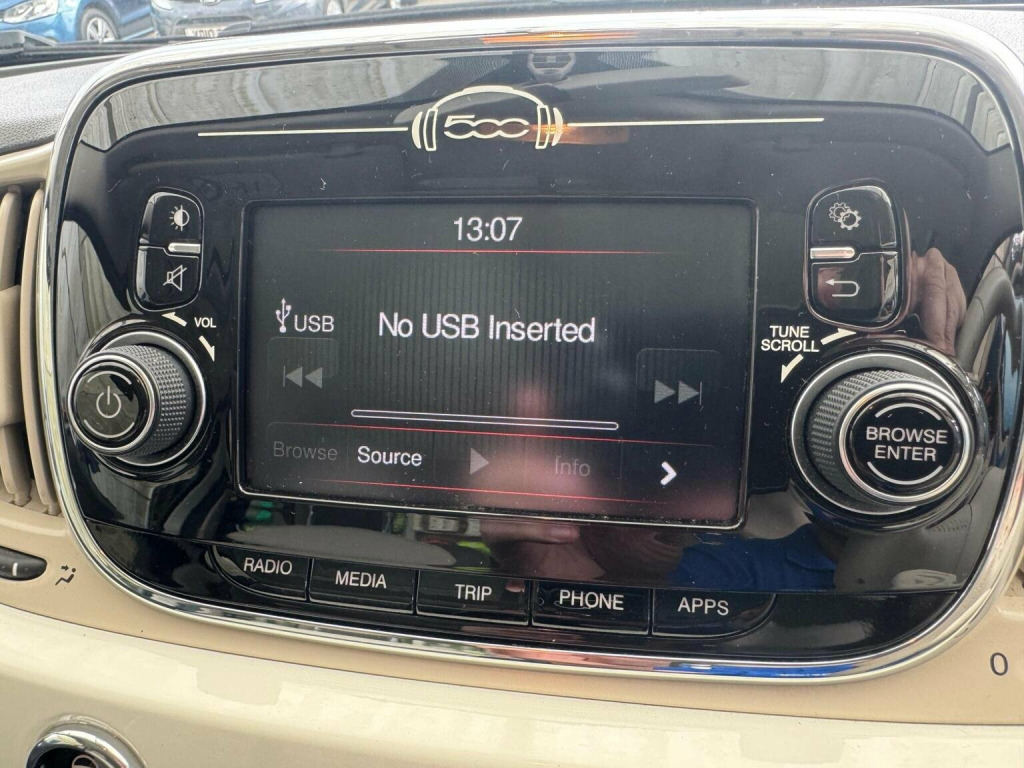 500
13:07
USB
No USB Inserted
VOL
TUNE
SCROLL
BROWSE
ENTER
Browse
Source
Info
RADIO
MEDIA
TRIP
PHONE
APPS
0